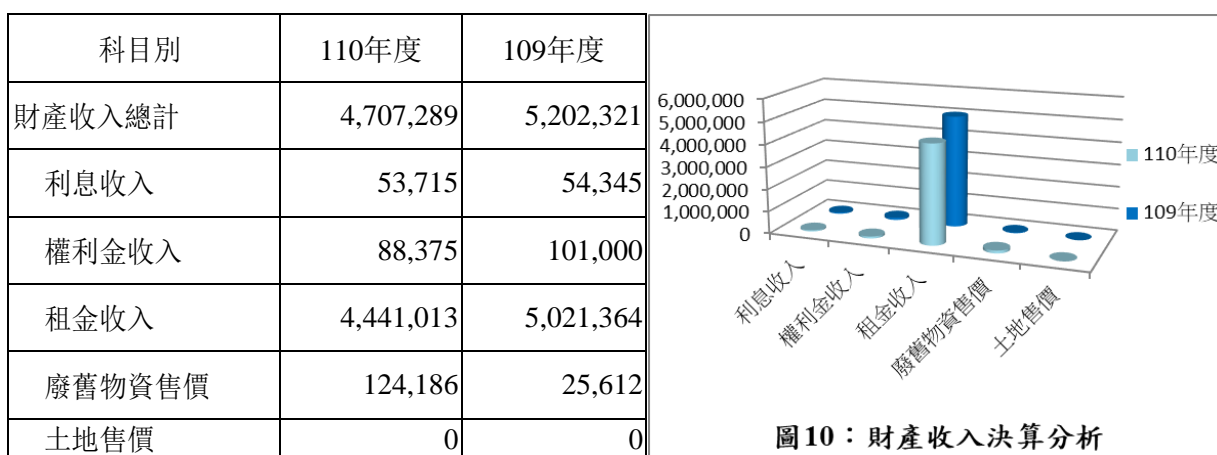 科目別 110年度 109年度
財產收入總計 4,707,289 5,202,321
利息收入 53,715 54,345
權利金收入 88,375 101,000
租金收入 4,441,013 5,021,364
廢舊物資售價 124,186 25,612
土地售價 0 0
6,000,000
5,000,000
4,000,000
3,000,000
2,000,000
1,000,000
0
利息收入
權利金收入
租金收入
廢舊物資售價
土地售價
110年度
109年度
圖10：財產收入決算分析